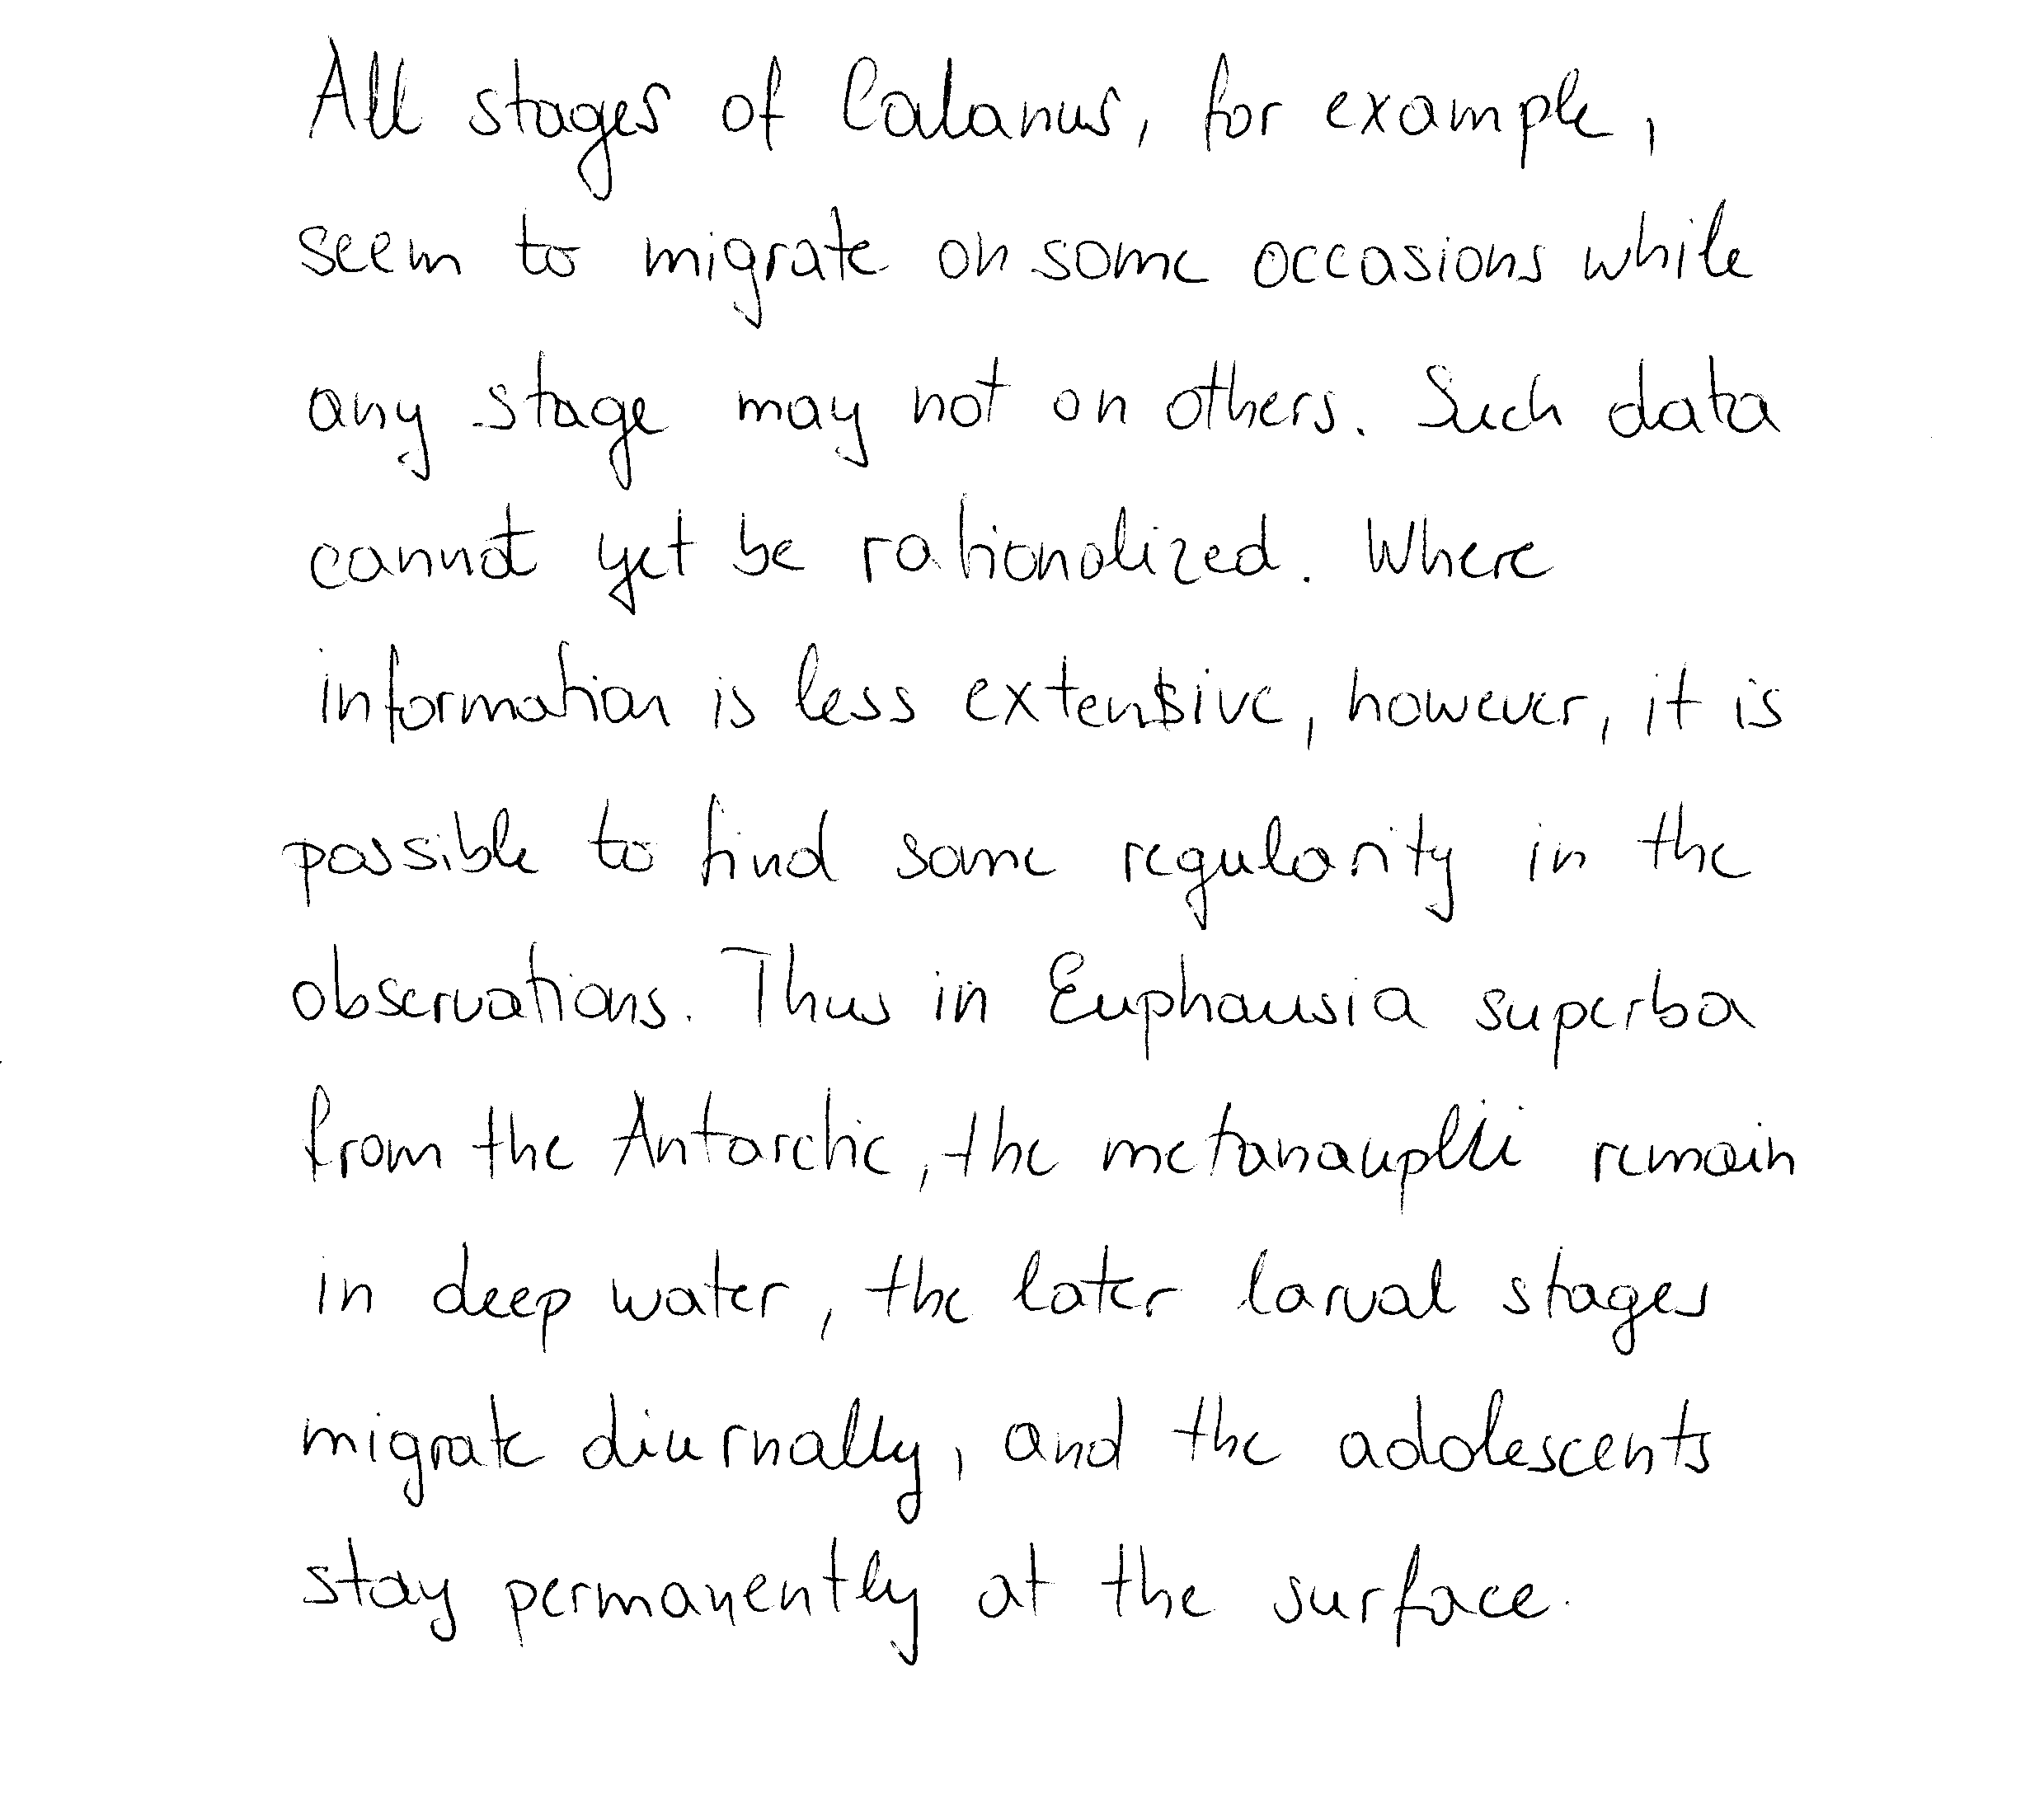 All stages of Calanus, for example,
seem to migrate on some occasions while
any stage may not on others. Such data
cannot yet be rationalized. Where
information is less extensive, however, it is
possible to find some regularity in the
observations. Thus in Euphausia superba
from the Antarctic, the metanauplii remain
in deep water, the later larval stages
migrate diurnally, and the adolescents
stay permanently at the surface.